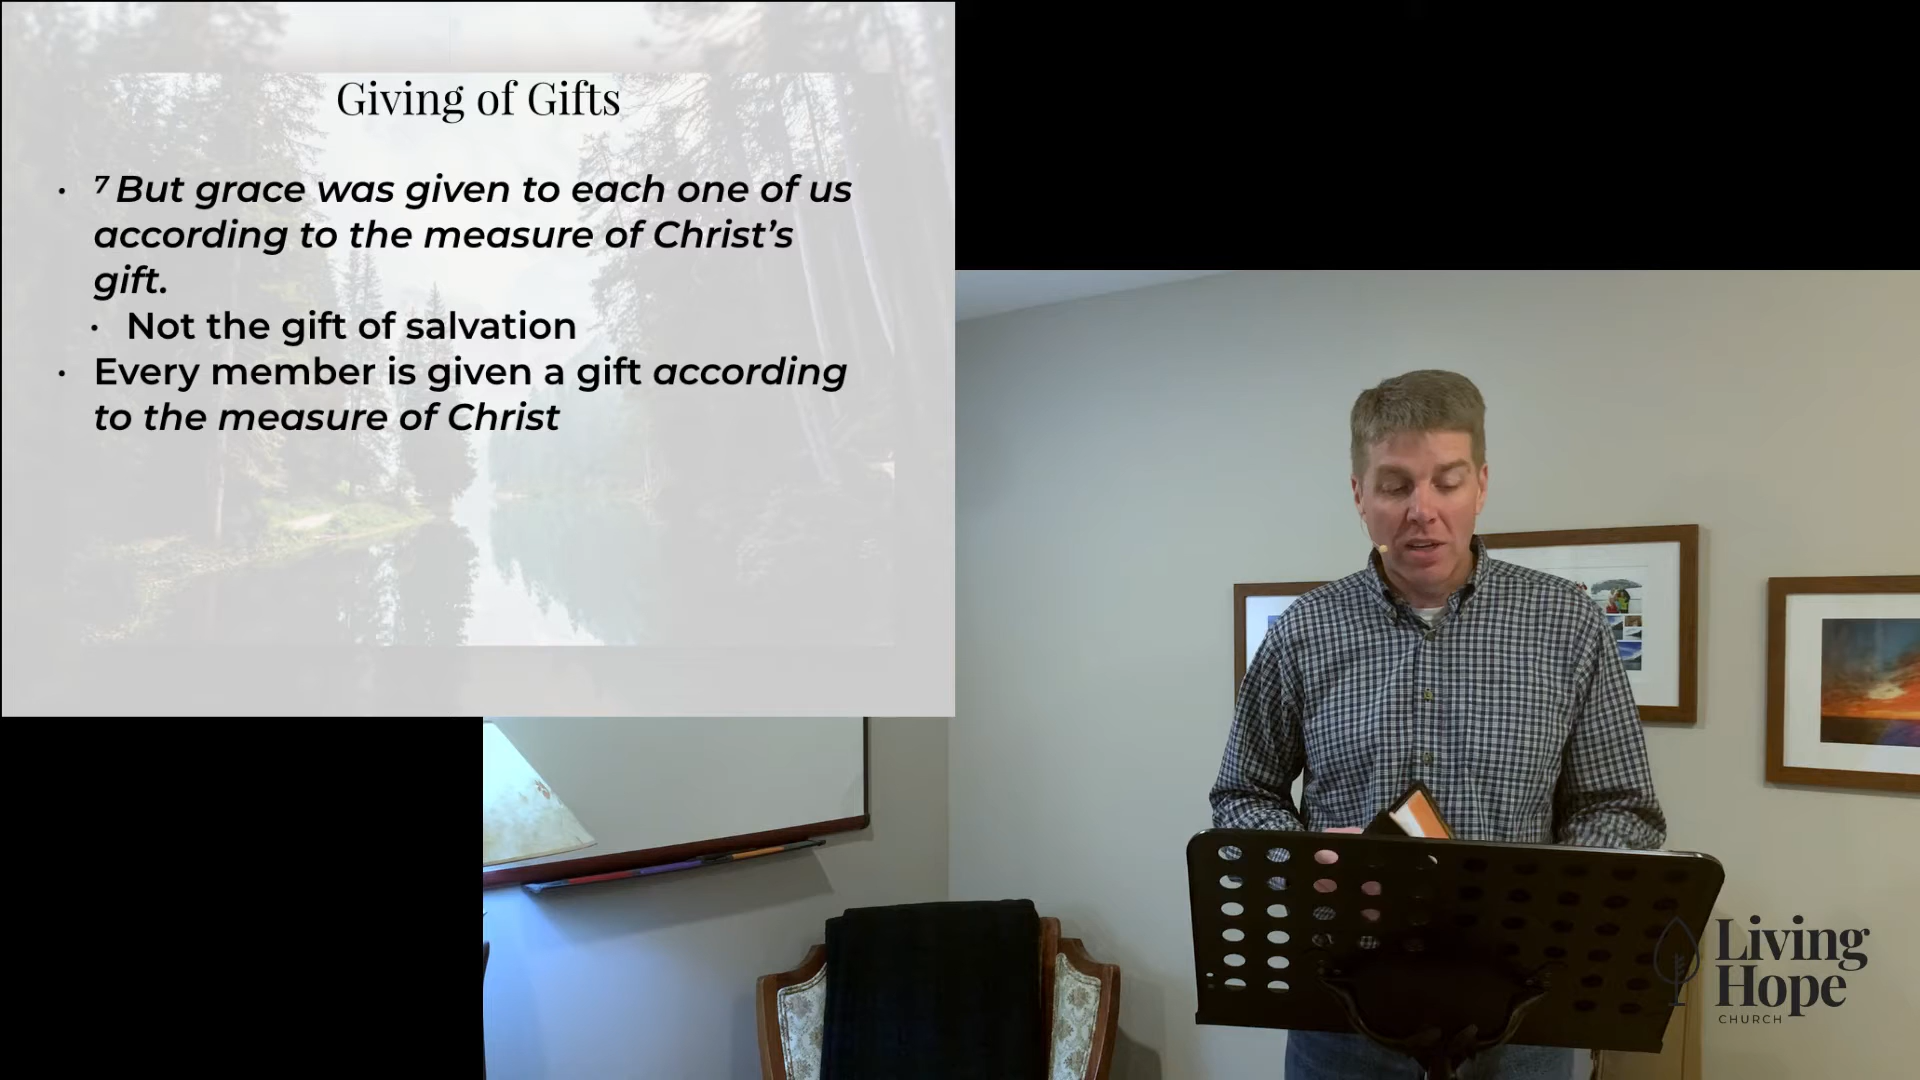 Giving of Gifts
• ⁷ But grace was given to each one of us
according to the measure of Christ’s
gift.
• Not the gift of salvation
• Every member is given a gift according
to the measure of Christ
Living
Hope
CHURCH